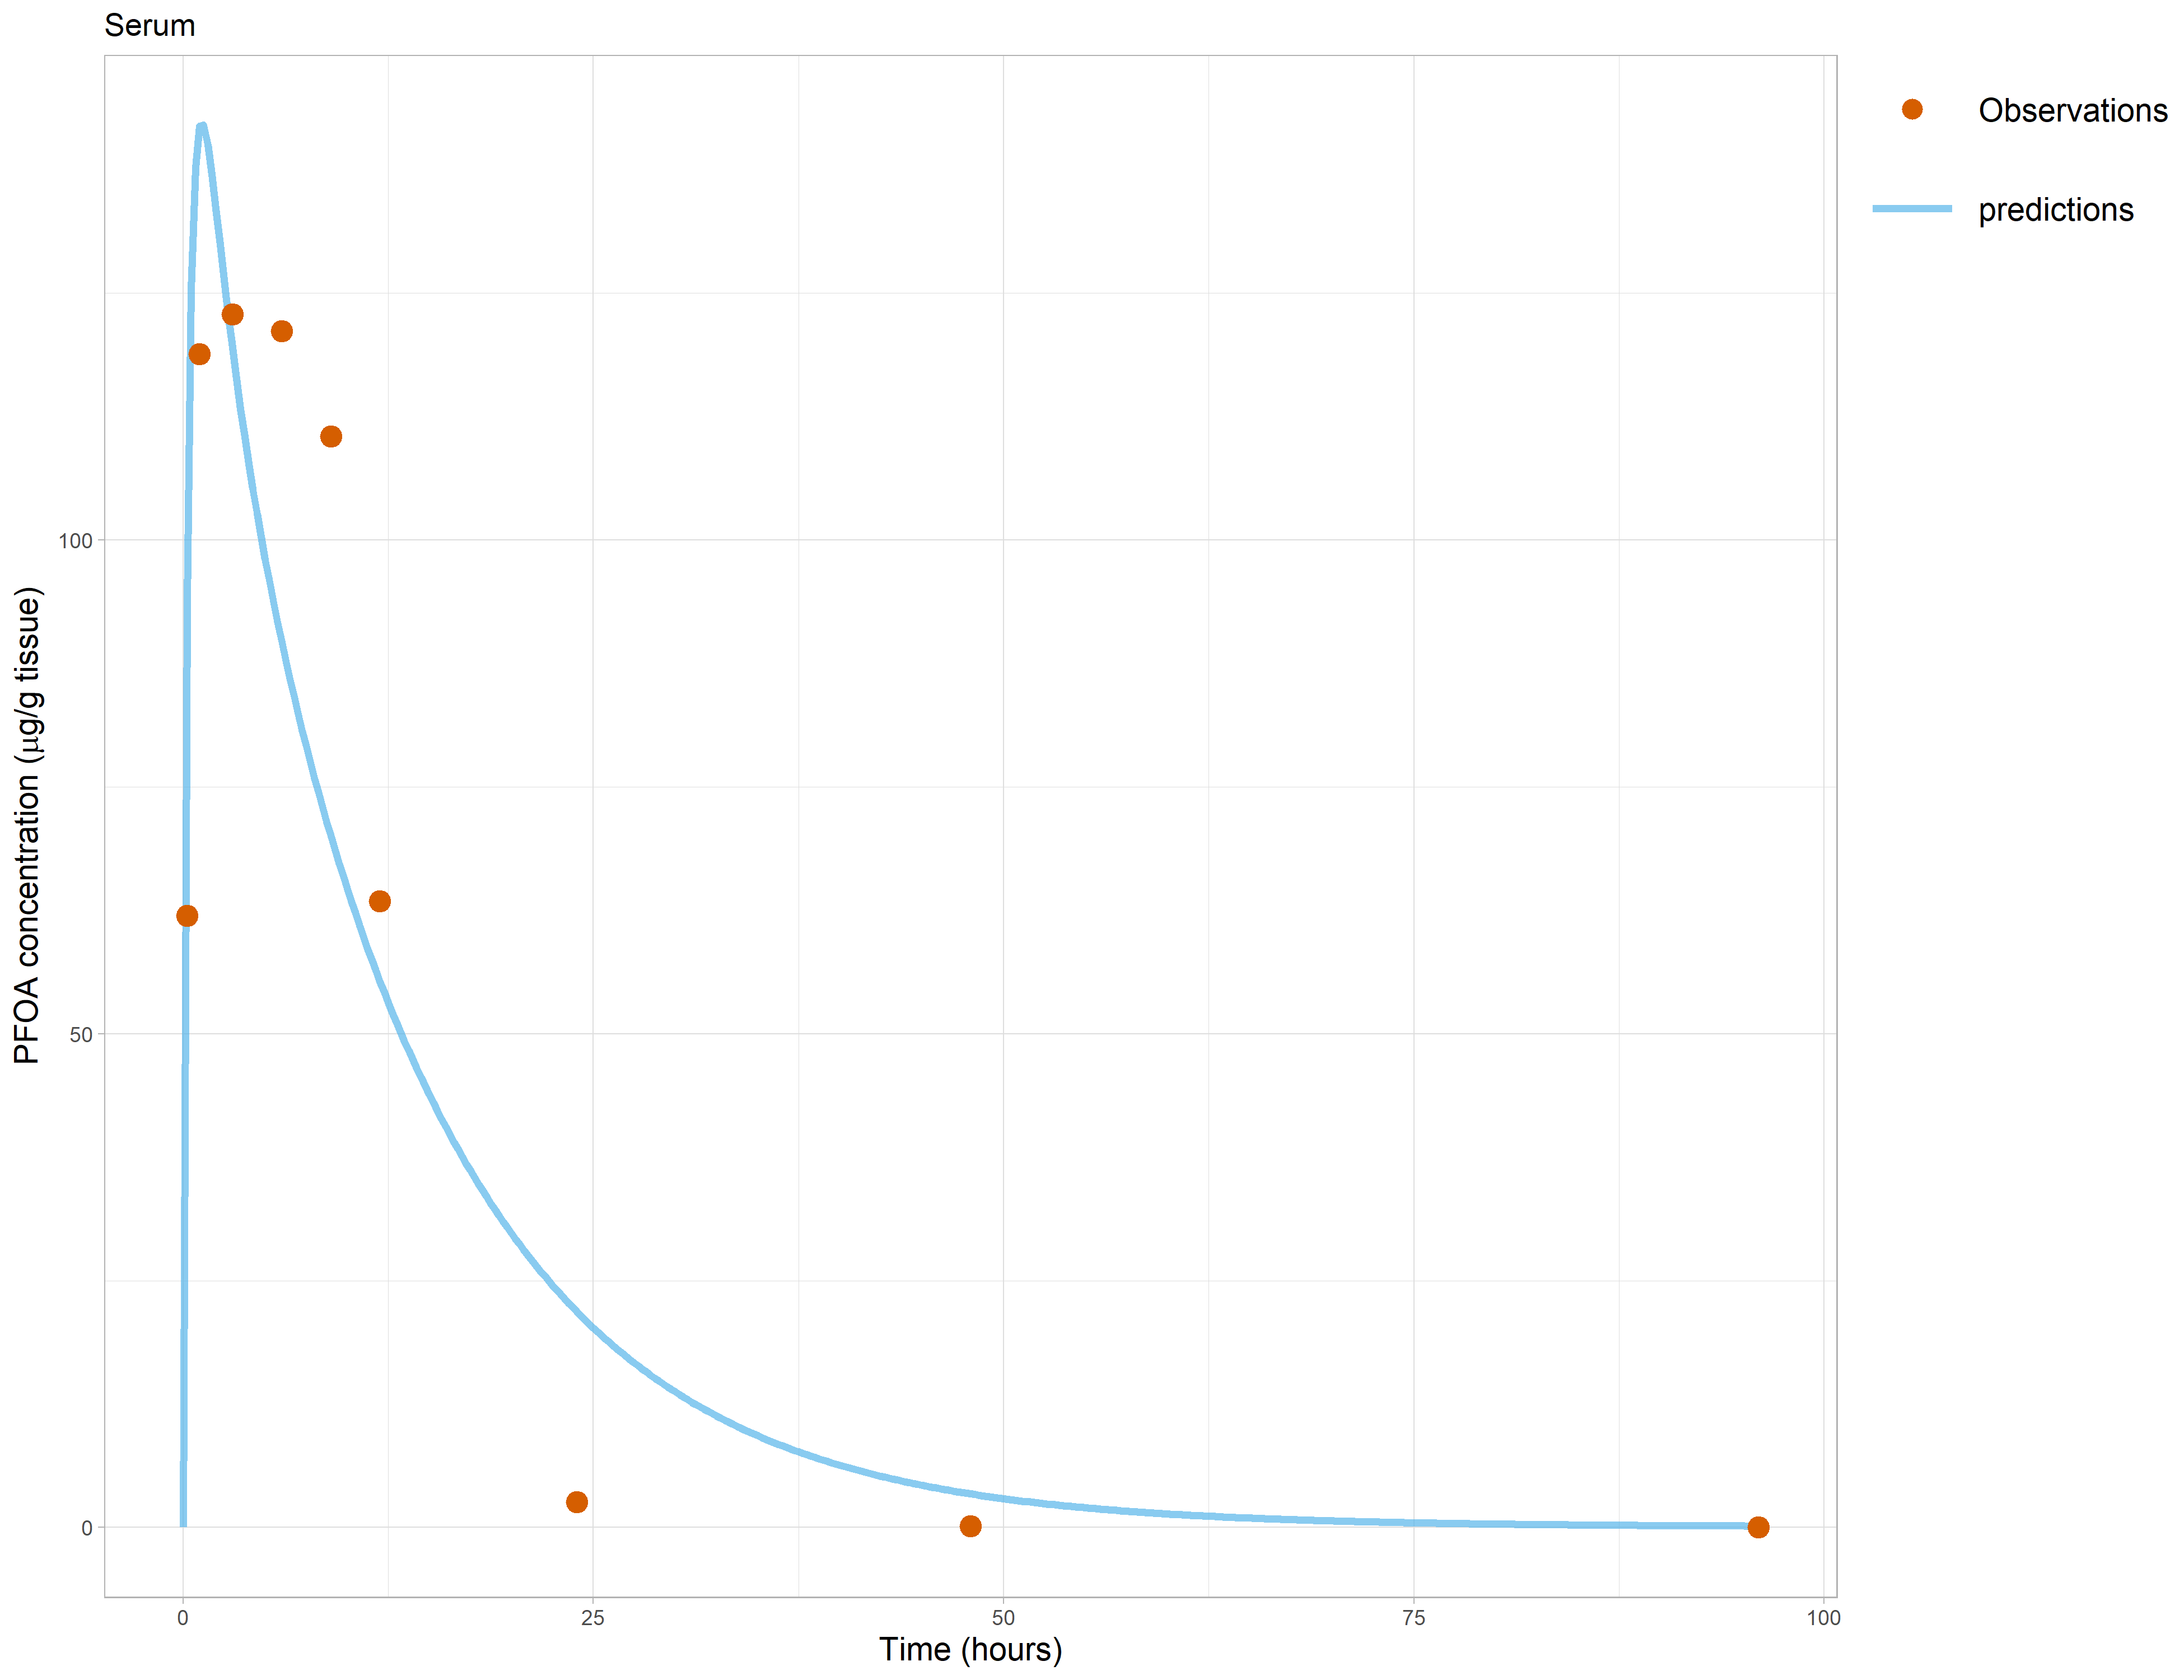 Serum
Observations
predictions
PFOA concentration (μg/g tissue)
100
50
0
0
25
50
75
100
Time (hours)